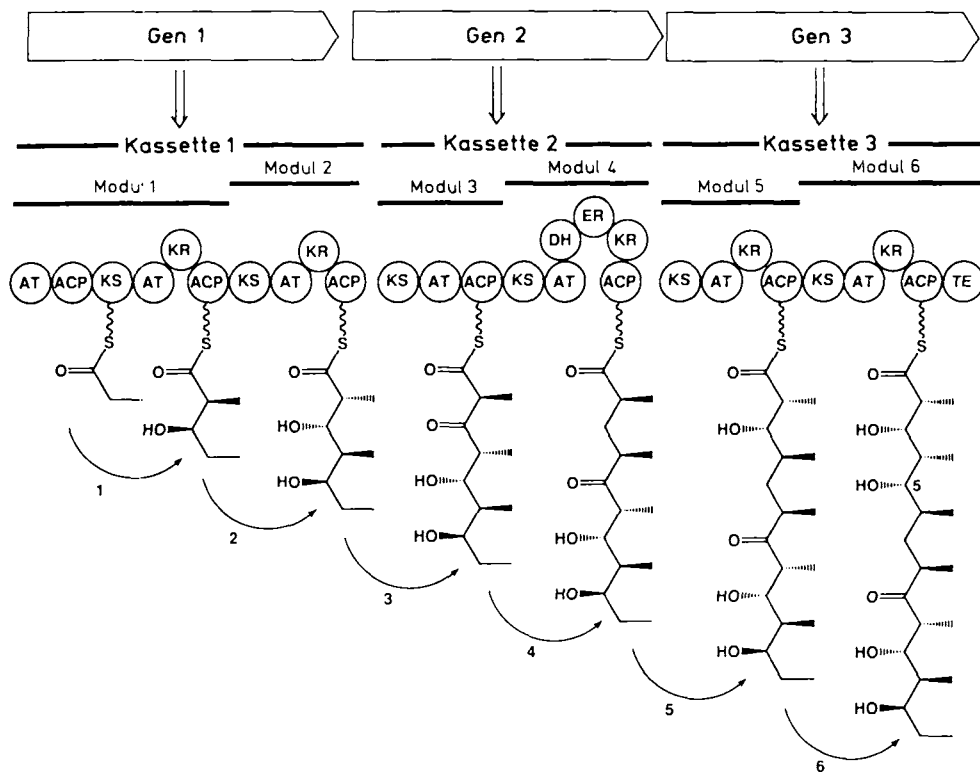 Gen 1 Gen 2 Gen 3
Kassette 1 Kassette 2 Kassette 3
Modul 1 Modul 2 Modul 3 Modul 4 Modul 5 Modul 6
ER
DH KR
KR KR KR KR
AT ACP KS AT ACP KS AT ACP KS AT ACP KS AT ACP KS AT ACP KS AT ACP TE
S S S S S S S
O O O O O O O
HO HO O HO HO
O HO 5
HO HO O
HO O O
HO HO HO HO
HO HO HO
HO
1 2 3 4 5 6